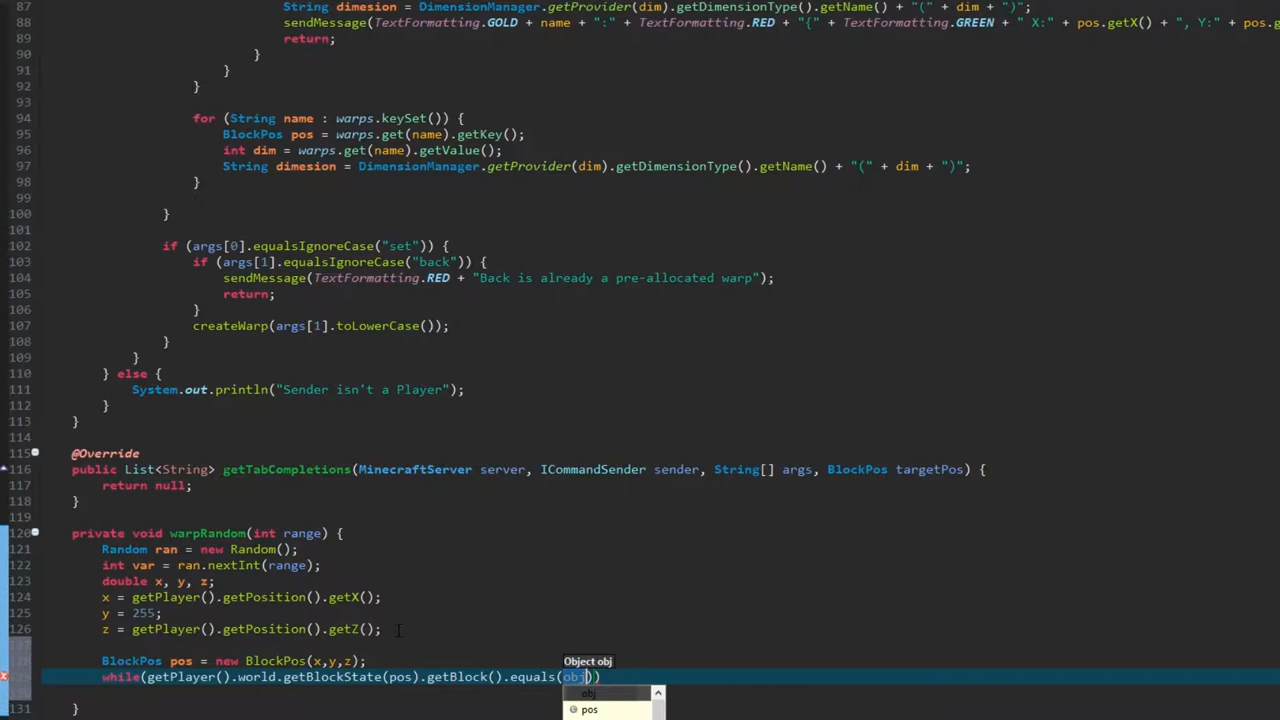 87 String dimesion = DimensionManager.getProvider(dim).getDimensionType().getName() + "(" + dim + ")";
88 sendMessage(TextFormatting.GOLD + name + ":" + TextFormatting.RED + "{" + TextFormatting.GREEN + " X:" + pos.getX() + ", Y:" + pos.g
89 return;
90 }
91 }
92 }
93
94 for (String name : warps.keySet()) {
95 BlockPos pos = warps.get(name).getKey();
96 int dim = warps.get(name).getValue();
97 String dimesion = DimensionManager.getProvider(dim).getDimensionType().getName() + "(" + dim + ")";
98 }
99
100 }
101
102 if (args[0].equalsIgnoreCase("set")) {
103 if (args[1].equalsIgnoreCase("back")) {
104 sendMessage(TextFormatting.RED + "Back is already a pre-allocated warp");
105 return;
106 }
107 createWarp(args[1].toLowerCase());
108 }
109 }
110 } else {
111 System.out.println("Sender isn't a Player");
112 }
113 }
114
115 @Override
116 public List<String> getTabCompletions(MinecraftServer server, ICommandSender sender, String[] args, BlockPos targetPos) {
117 return null;
118 }
119
120 private void warpRandom(int range) {
121 Random ran = new Random();
122 int var = ran.nextInt(range);
123 double x, y, z;
124 x = getPlayer().getPosition().getX();
125 y = 255;
126 z = getPlayer().getPosition().getZ();
BlockPos pos = new BlockPos(x,y,z);
while(getPlayer().world.getBlockState(pos).getBlock().equals(obj))
131 }
Object obj
obj
pos